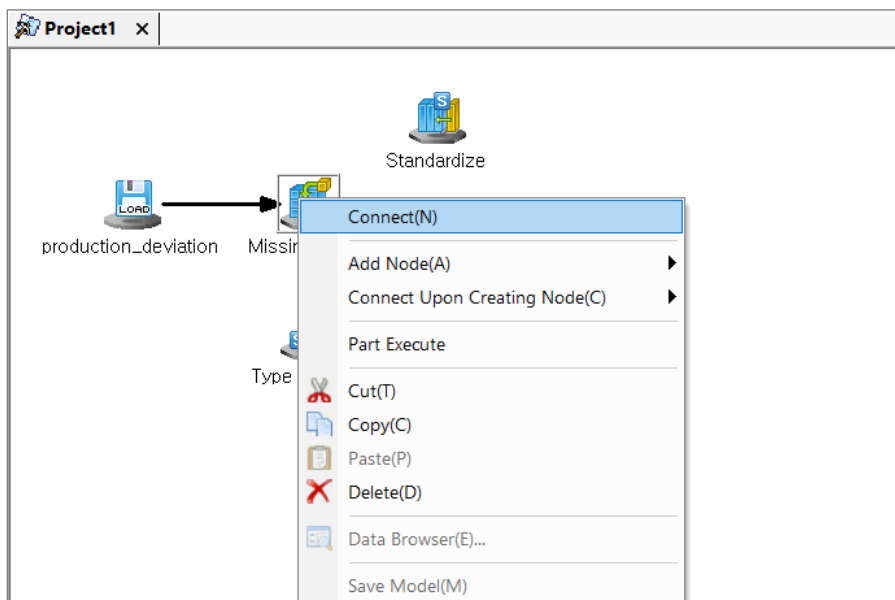 Project1
Standardize
LOAD
production_deviation
Connect(N)
Add Node(A)
Connect Upon Creating Node(C)
Part Execute
Type
Cut(T)
Copy(C)
Paste(P)
Delete(D)
Data Browser(E)...
Save Model(M)